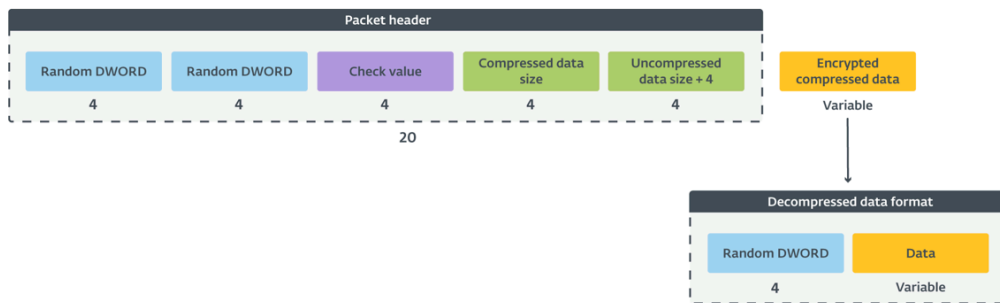 Packet header
Random DWORD
Random DWORD
Check value
Compressed data
size
Uncompressed
data size + 4
Encrypted
compressed data
4
4
4
4
4
Variable
20
Decompressed data format
Random DWORD
Data
4
Variable